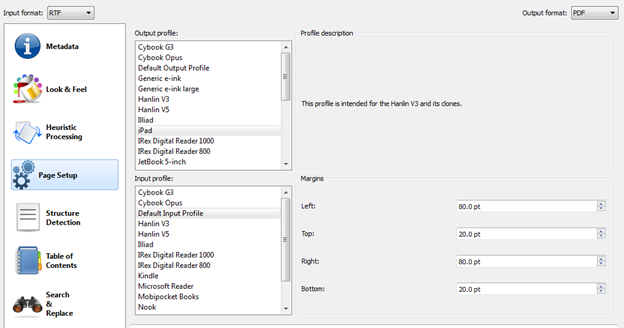 Input format: RTF
Output format: PDF
Metadata
Look & Feel
Heuristic
Processing
Page Setup
Structure
Detection
Table of
Contents
Search
&
Replace
Output profile:
Cybook G3
Cybook Opus
Default Output Profile
Generic e-ink
Generic e-ink large
Hanlin V3
Hanlin V5
Illiad
iPad
IRex Digital Reader 1000
IRex Digital Reader 800
JetBook 5-inch
Profile description
This profile is intended for the Hanlin V3 and its clones.
Input profile:
Cybook G3
Cybook Opus
Default Input Profile
Hanlin V3
Hanlin V5
Illiad
IRex Digital Reader 1000
IRex Digital Reader 800
Kindle
Microsoft Reader
Mobipocket Books
Nook
Margins
Left: 80.0 pt
Top: 20.0 pt
Right: 80.0 pt
Bottom: 20.0 pt